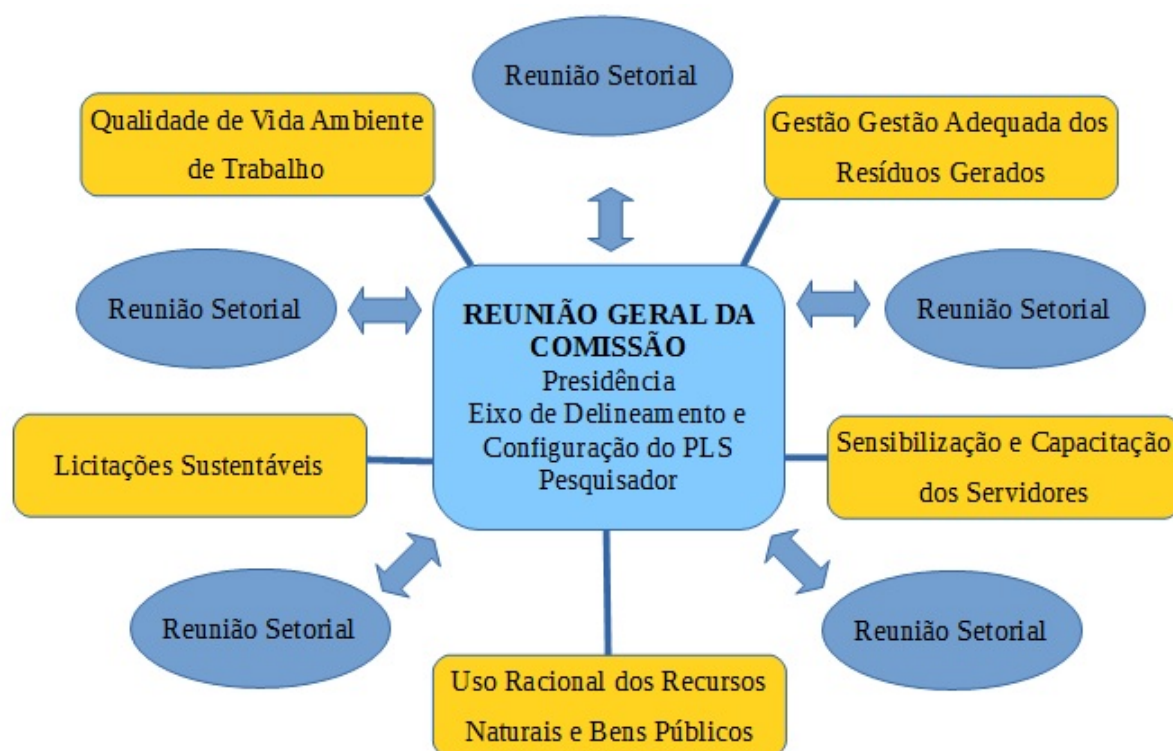 Reunião Setorial
Qualidade de Vida Ambiente
de Trabalho
Gestão Gestão Adequada dos
Resíduos Gerados
Reunião Setorial
REUNIÃO GERAL DA
COMISSÃO
Presidência
Eixo de Delineamento e
Configuração do PLS
Pesquisador
Reunião Setorial
Licitações Sustentáveis
Sensibilização e Capacitação
dos Servidores
Reunião Setorial
Reunião Setorial
Uso Racional dos Recursos
Naturais e Bens Públicos